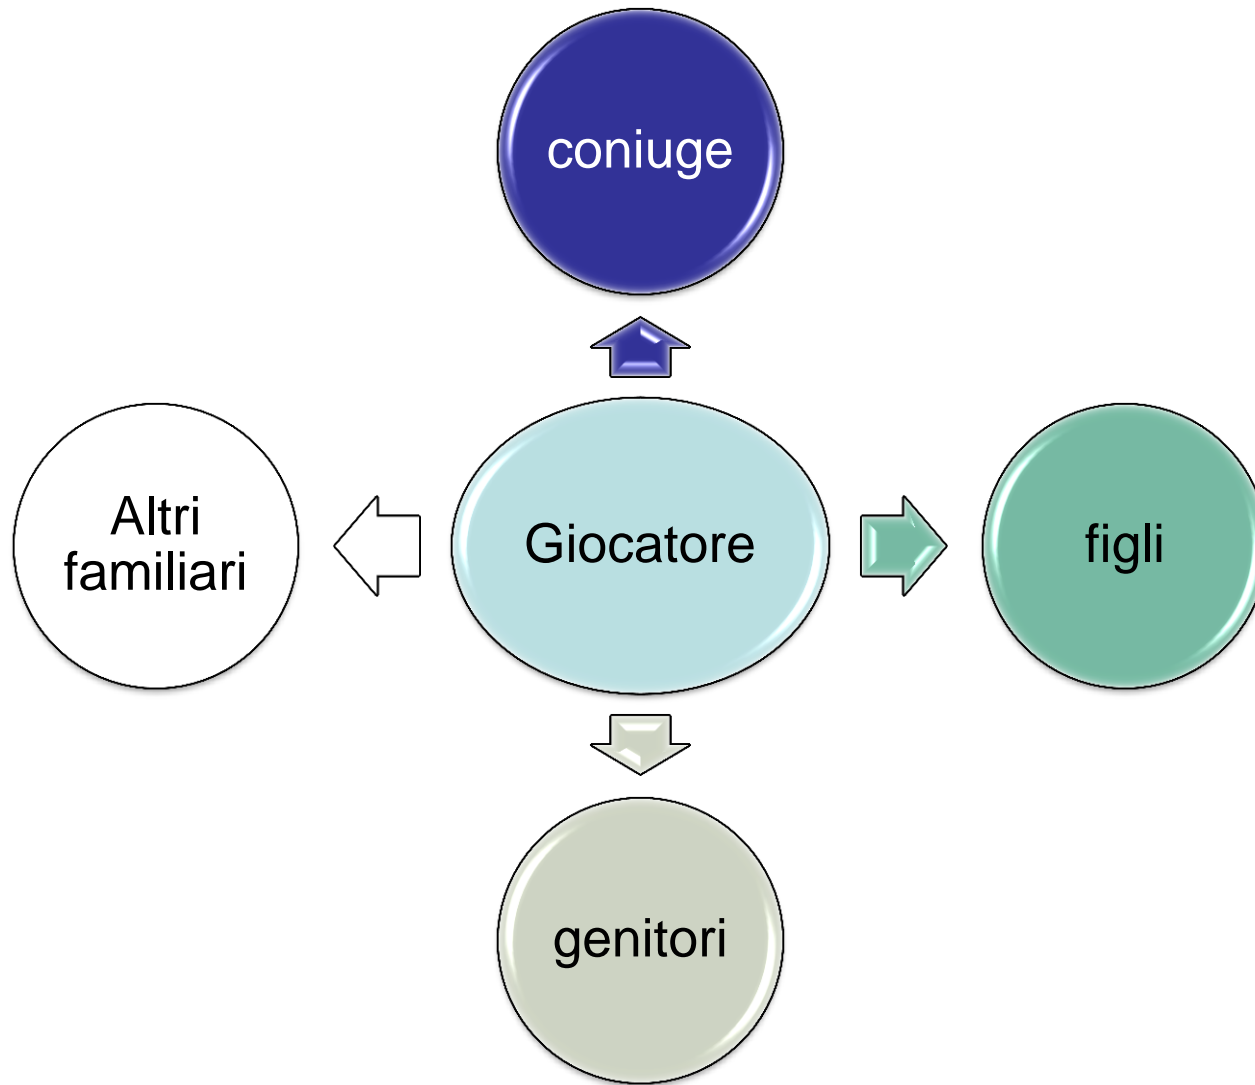 coniuge
Altri
familiari
Giocatore
figli
genitori